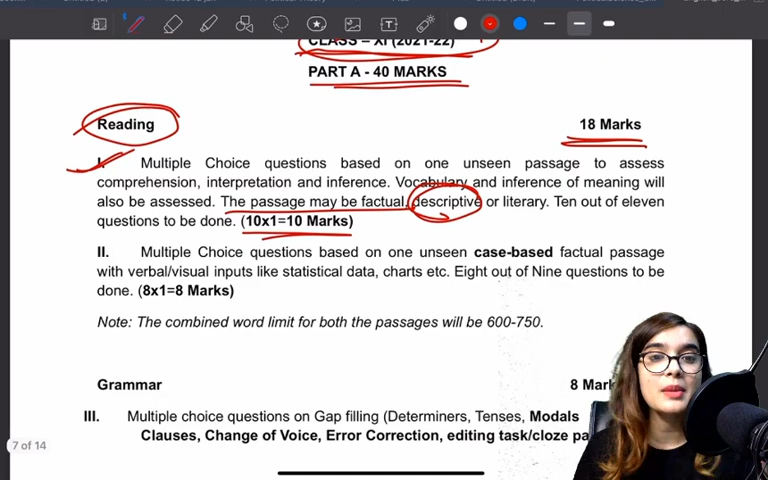 CLASS – XI (2021-22)
PART A - 40 MARKS
Reading 18 Marks
I. Multiple Choice questions based on one unseen passage to assess
comprehension, interpretation and inference. Vocabulary and inference of meaning will
also be assessed. The passage may be factual, descriptive or literary. Ten out of eleven
questions to be done. (10x1=10 Marks)
II. Multiple Choice questions based on one unseen case-based factual passage
with verbal/visual inputs like statistical data, charts etc. Eight out of Nine questions to be
done. (8x1=8 Marks)
Note: The combined word limit for both the passages will be 600-750.
Grammar 8 Mar
III. Multiple choice questions on Gap filling (Determiners, Tenses, Modals
Clauses, Change of Voice, Error Correction, editing task/cloze pa
7 of 14